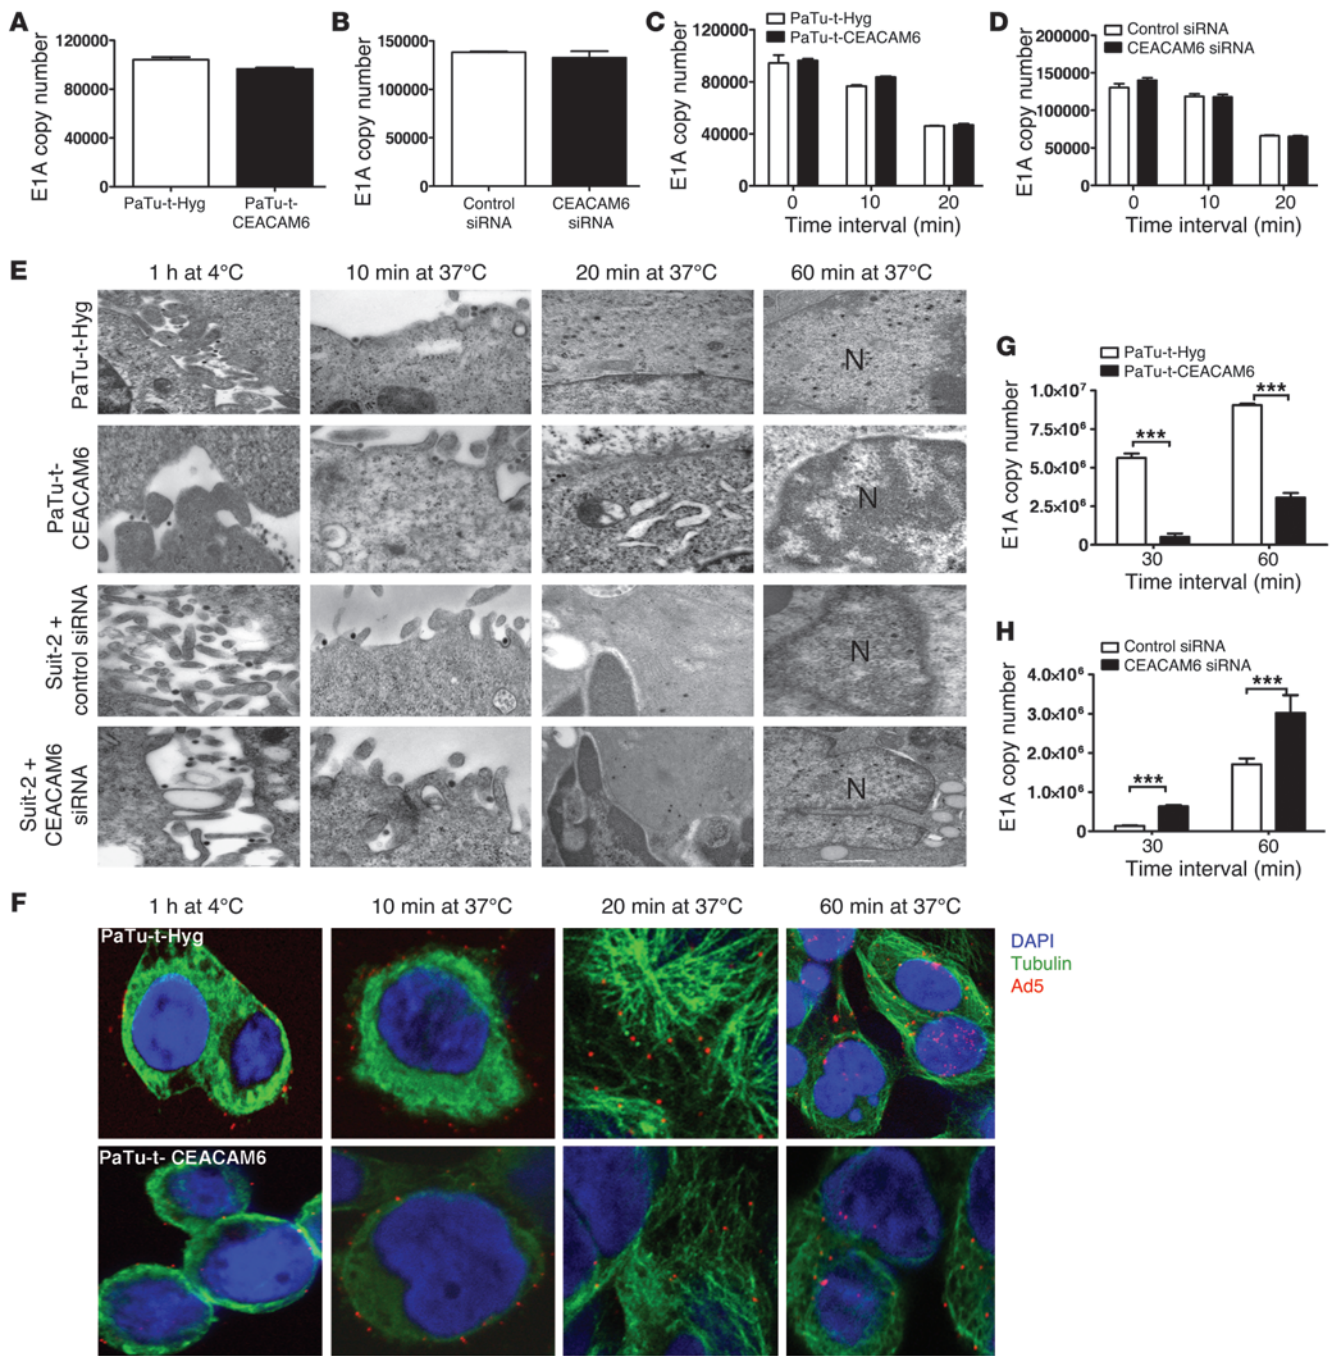 A
E1A copy number
120000
80000
40000
0
PaTu-t-Hyg
PaTu-t-
CEACAM6
B
E1A copy number
150000
100000
50000
0
Control
siRNA
CEACAM6
siRNA
C
PaTu-t-Hyg
PaTu-t-CEACAM6
E1A copy number
120000
80000
40000
0
0
10
20
Time interval (min)
D
Control siRNA
CEACAM6 siRNA
E1A copy number
200000
150000
100000
50000
0
0
10
20
Time interval (min)
E
1 h at 4°C
10 min at 37°C
20 min at 37°C
60 min at 37°C
PaTu-t-Hyg
N
PaTu-t-
CEACAM6
N
Suit-2 +
control siRNA
N
Suit-2 +
CEACAM6
siRNA
N
G
PaTu-t-Hyg
PaTu-t-CEACAM6
E1A copy number
1.0×10⁷
7.5×10⁶
5.0×10⁶
2.5×10⁶
0
***
***
30
60
Time interval (min)
H
Control siRNA
CEACAM6 siRNA
E1A copy number
4.0×10⁶
3.0×10⁶
2.0×10⁶
1.0×10⁶
0
***
***
30
60
Time interval (min)
F
1 h at 4°C
10 min at 37°C
20 min at 37°C
60 min at 37°C
PaTu-t-Hyg
DAPI
Tubulin
Ad5
PaTu-t- CEACAM6